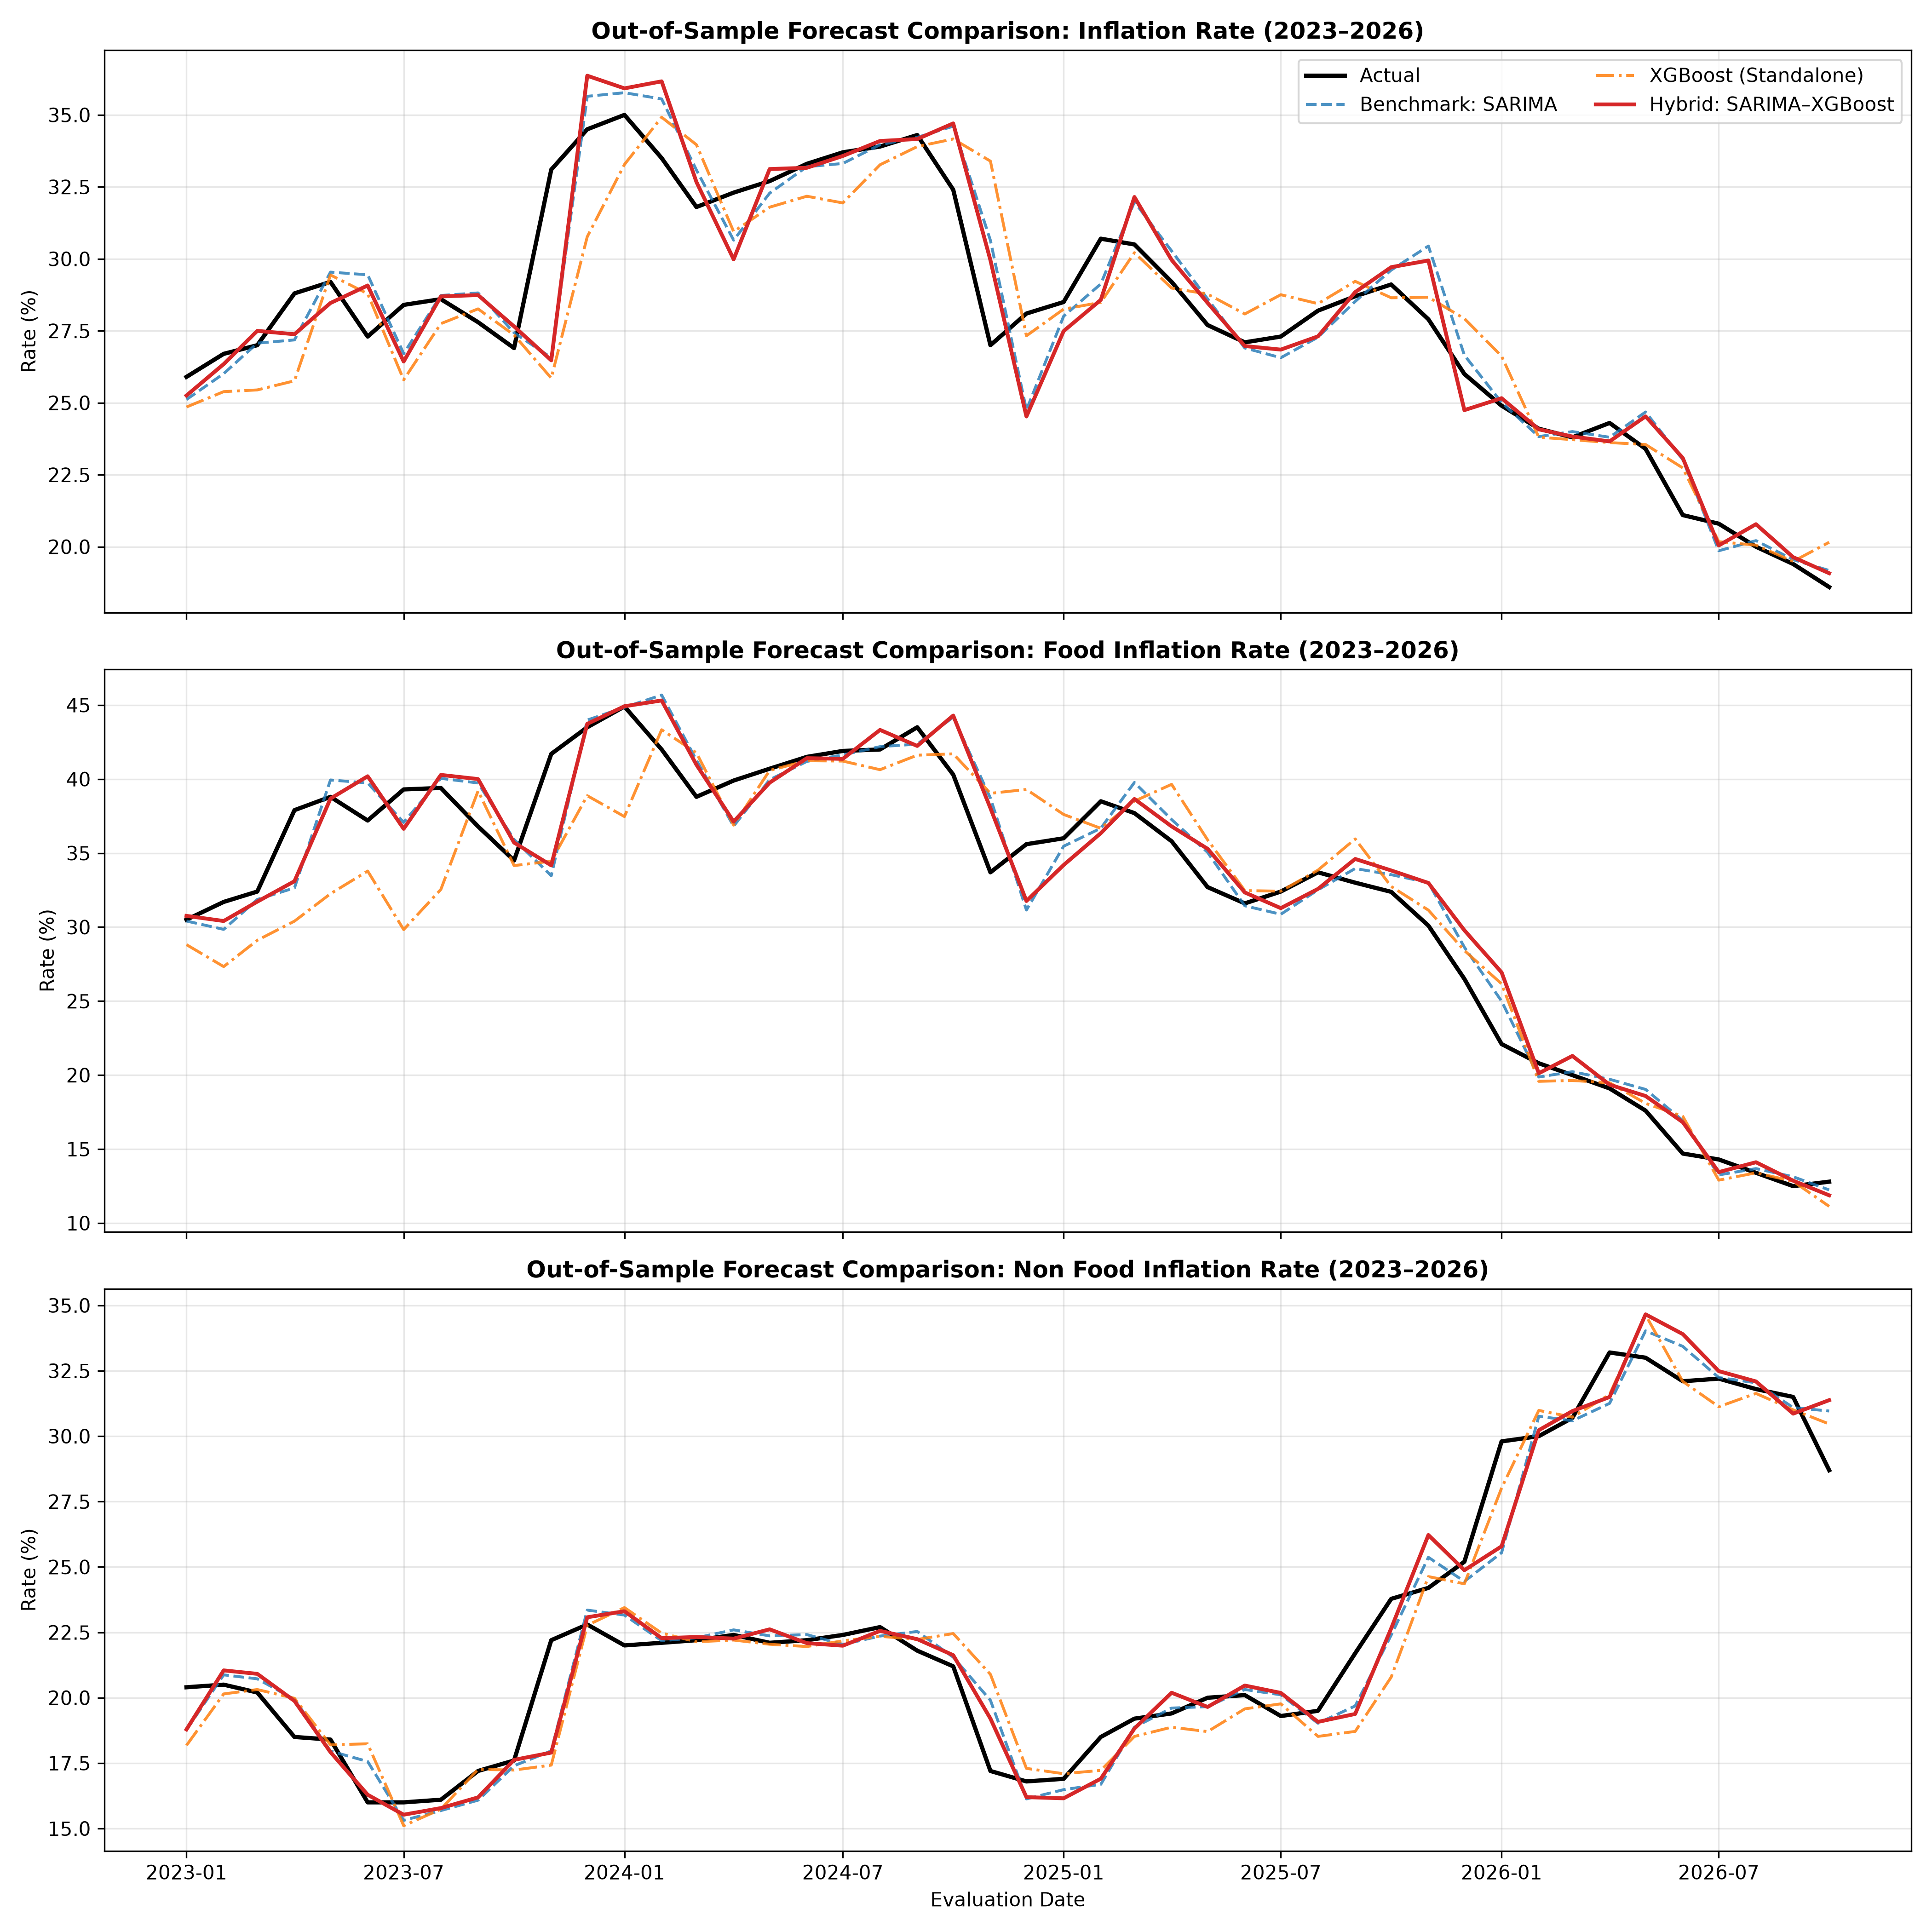 Out-of-Sample Forecast Comparison: Inflation Rate (2023–2026)
Actual
Benchmark: SARIMA
XGBoost (Standalone)
Hybrid: SARIMA–XGBoost
Rate (%)
35.0
32.5
30.0
27.5
25.0
22.5
20.0
Out-of-Sample Forecast Comparison: Food Inflation Rate (2023–2026)
Rate (%)
45
40
35
30
25
20
15
10
Out-of-Sample Forecast Comparison: Non Food Inflation Rate (2023–2026)
Rate (%)
35.0
32.5
30.0
27.5
25.0
22.5
20.0
17.5
15.0
2023-01 2023-07 2024-01 2024-07 2025-01 2025-07 2026-01 2026-07
Evaluation Date